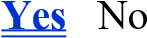 Yes No